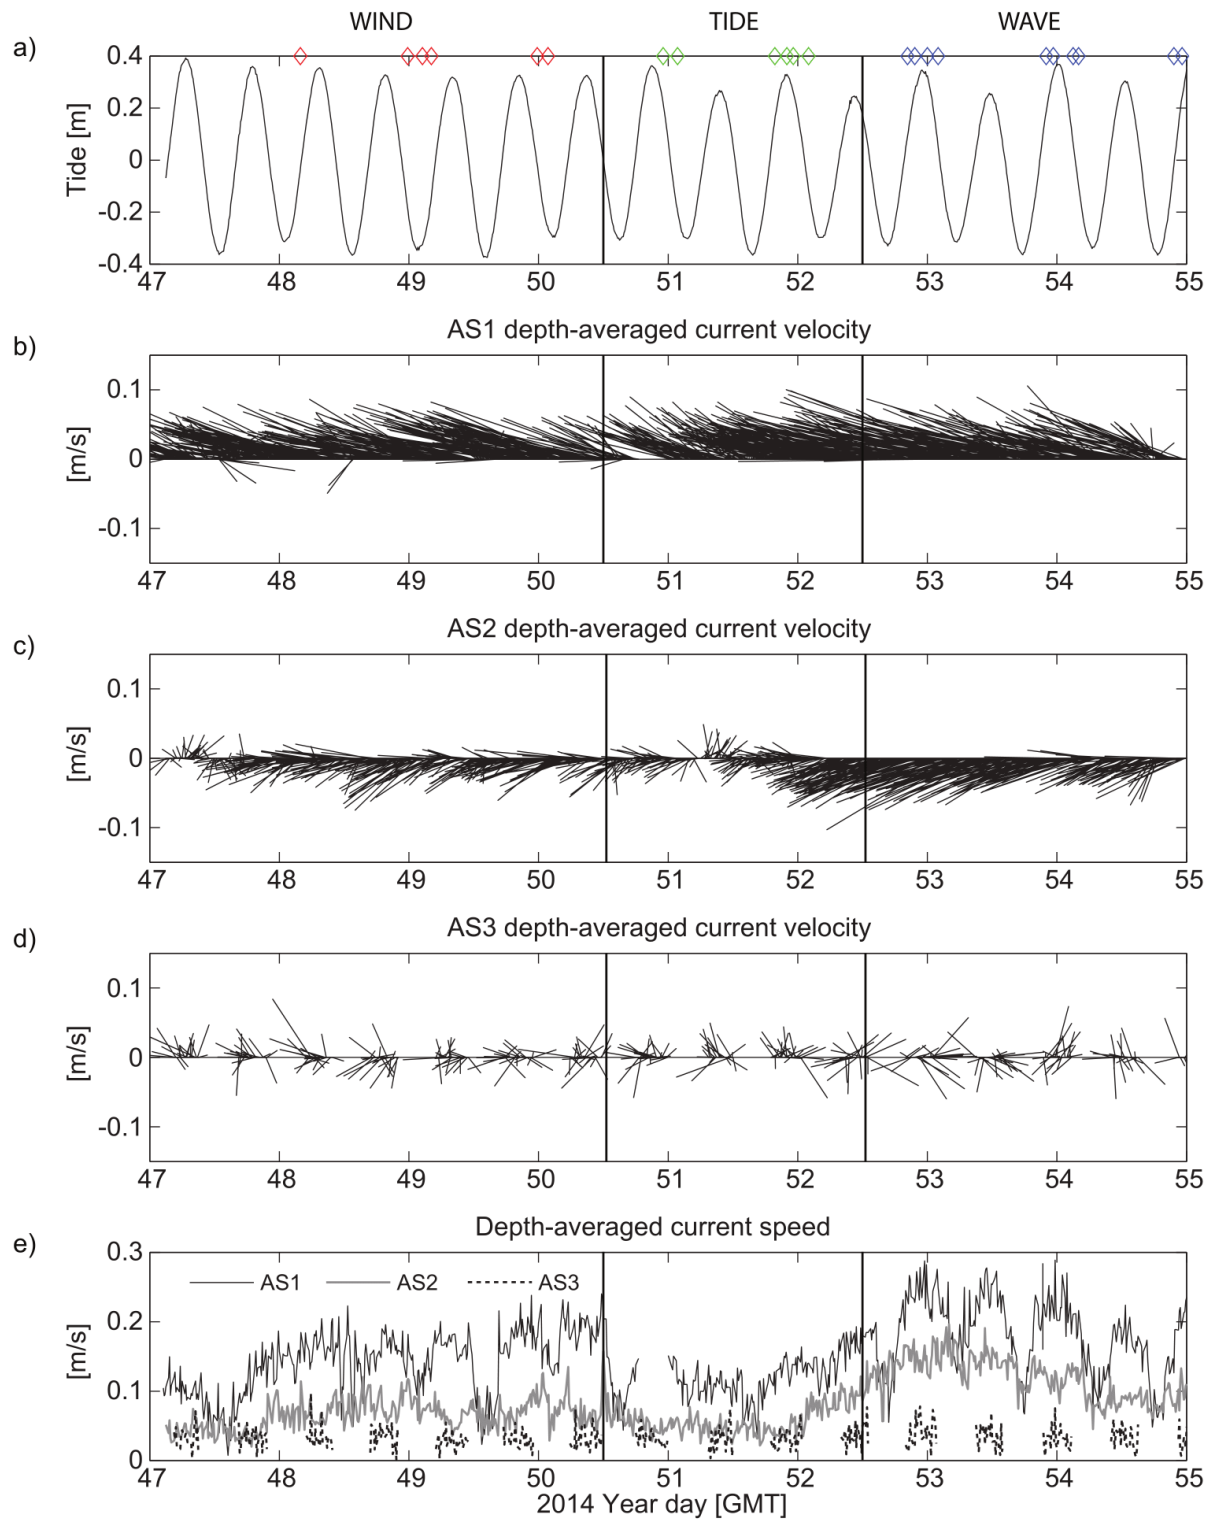 WIND TIDE WAVE
a)
0.4
0.2
0
-0.2
-0.4
Tide [m]
47 48 49 50 51 52 53 54 55
AS1 depth-averaged current velocity
b)
0.1
0
-0.1
[m/s]
47 48 49 50 51 52 53 54 55
AS2 depth-averaged current velocity
c)
0.1
0
-0.1
[m/s]
47 48 49 50 51 52 53 54 55
AS3 depth-averaged current velocity
d)
0.1
0
-0.1
[m/s]
47 48 49 50 51 52 53 54 55
Depth-averaged current speed
e)
0.3
AS1 AS2 AS3
0.2
0.1
0
[m/s]
47 48 49 50 51 52 53 54 55
2014 Year day [GMT]